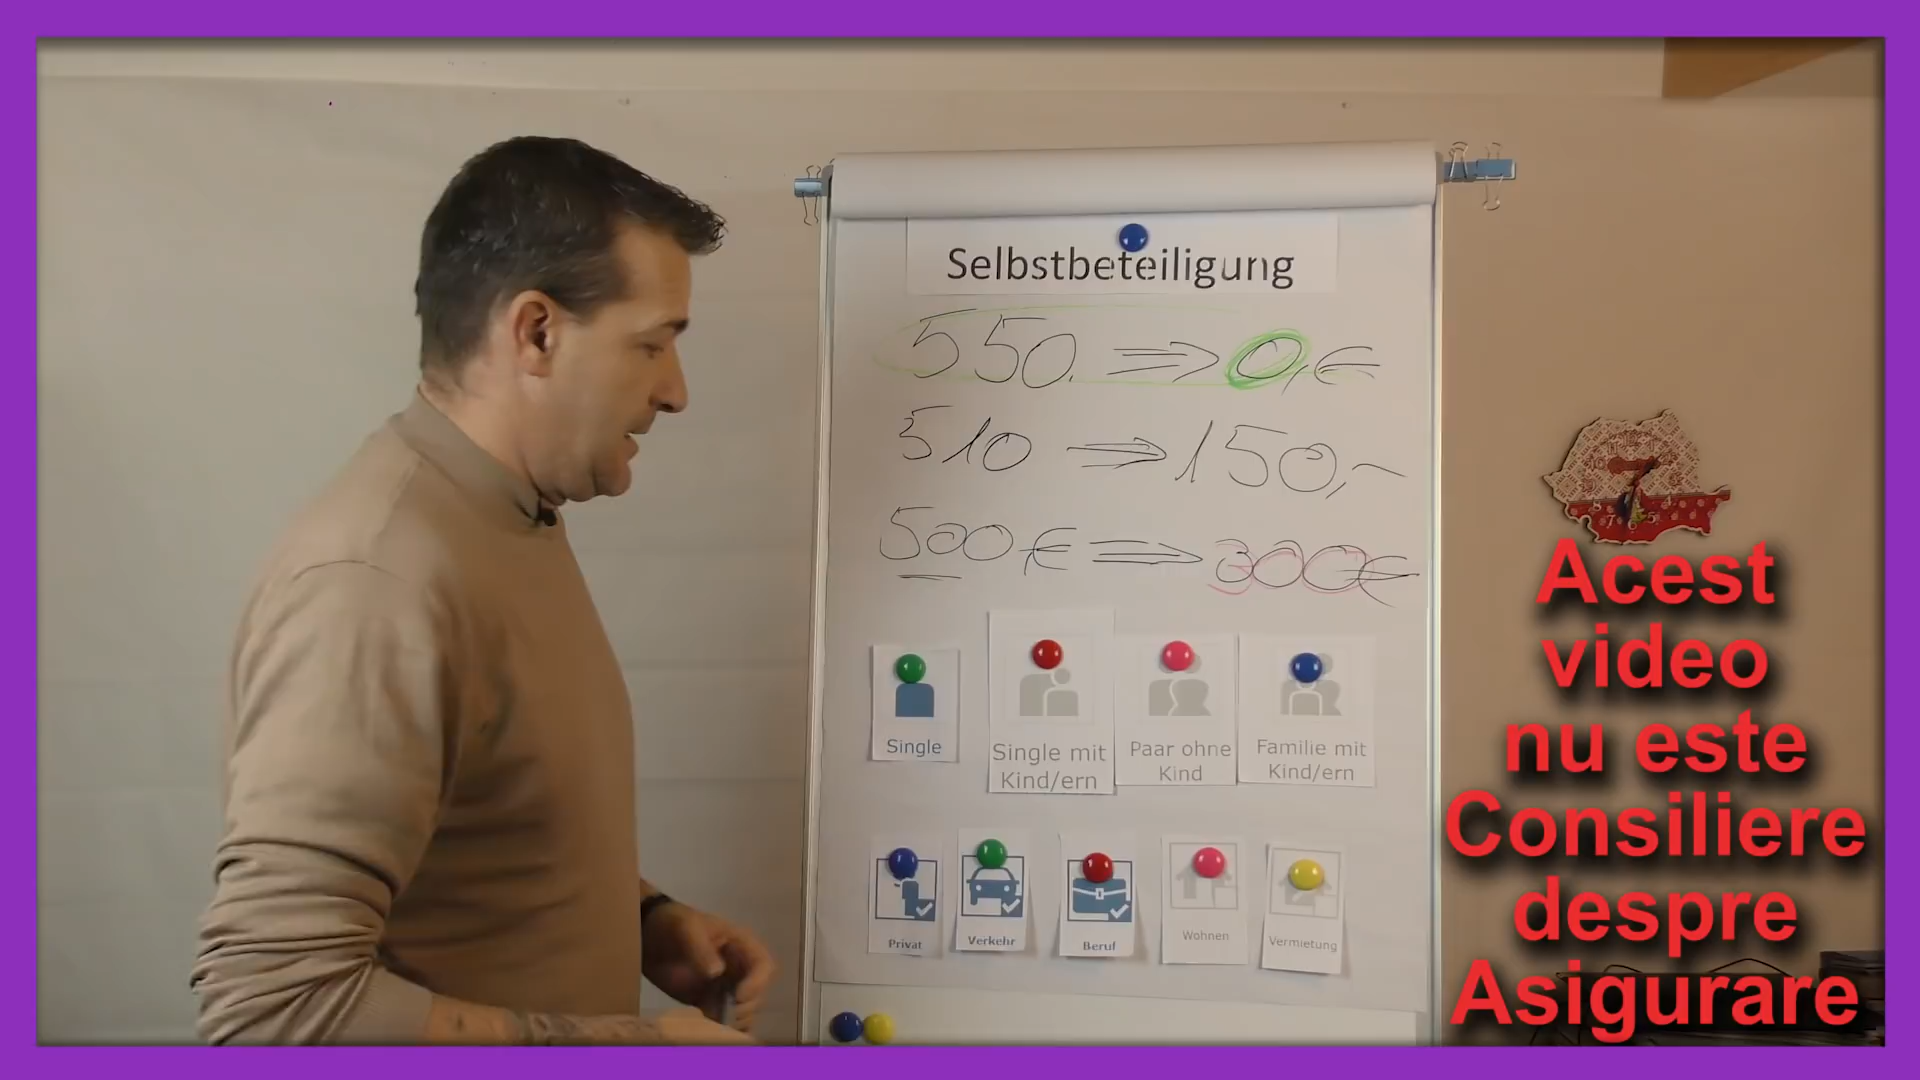 Selbstbeteiligung
550. ⇒ 0,€
510 ⇒ 150,-
500€ ⇒ 300€
Single
Single mit
Kind/ern
Paar ohne
Kind
Familie mit
Kind/ern
Privat
Verkehr
Beruf
Wohnen
Vermietung
Acest
video
nu este
Consiliere
despre
Asigurare